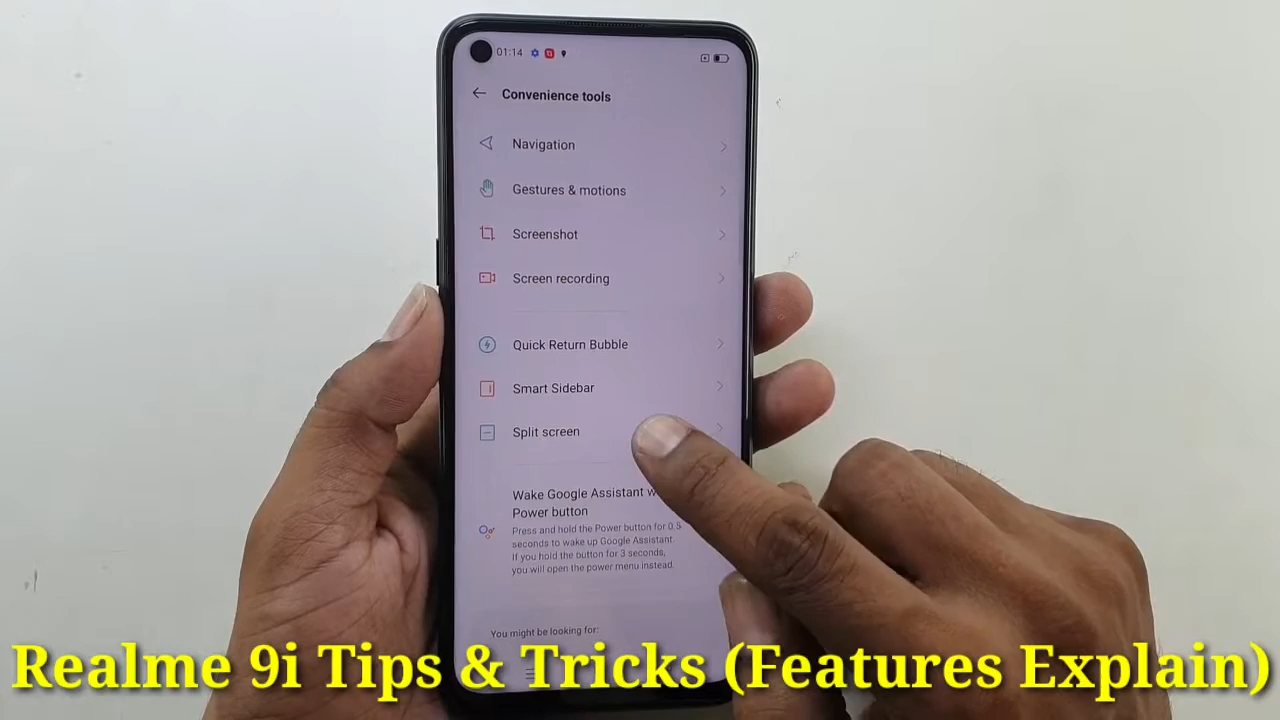 01:14
Convenience tools
Navigation
Gestures & motions
Screenshot
Screen recording
Quick Return Bubble
Smart Sidebar
Split screen
Wake Google Assistant
Power button
Press and hold the Power button for 0.5
seconds to wake up Google Assistant.
If you hold the button for 3 seconds,
you will open the power menu instead.
You might be looking for:
Realme 9i Tips & Tricks (Features Explain)